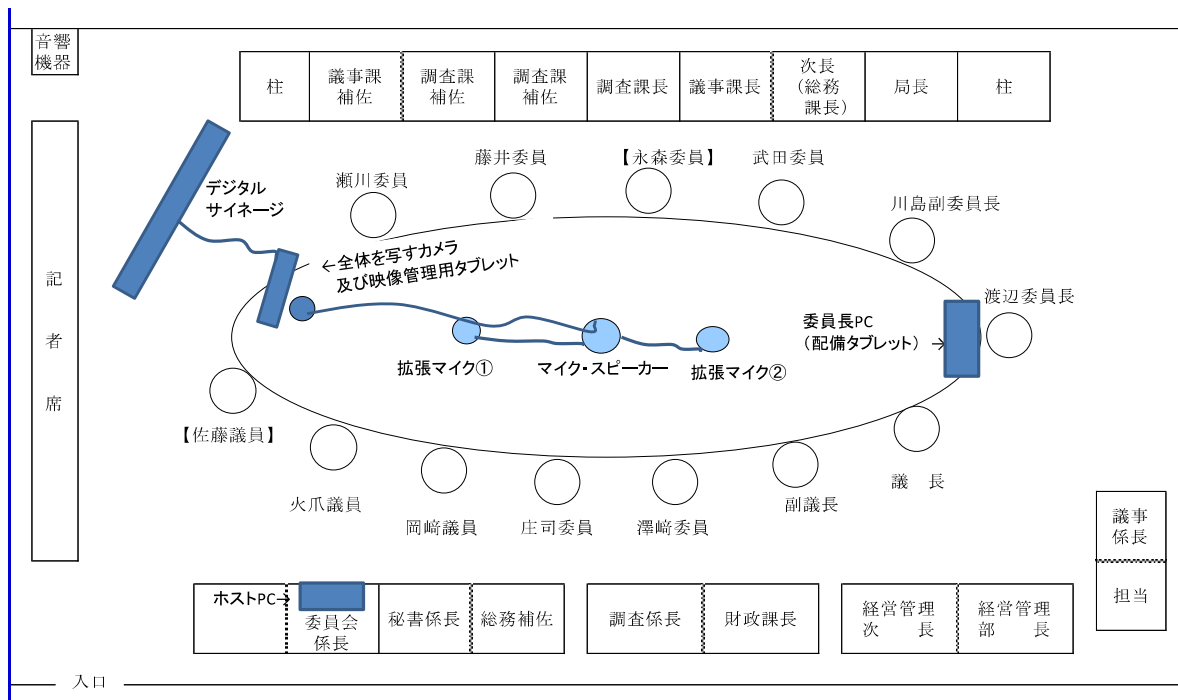 音響
機器
柱
議事課
補佐
調査課
補佐
調査課
補佐
調査課長
議事課長
次長
(総務
課長)
局長
柱
藤井委員
【永森委員】
武田委員
瀬川委員
川島副委員長
デジタル
サイネージ
←全体を写すカメラ
及び映像管理用タブレット
渡辺委員長
委員長PC
(配備タブレット) →
記
者
席
拡張マイク①
マイク・スピーカー
拡張マイク②
【佐藤議員】
火爪議員
岡﨑議員
庄司委員
澤﨑委員
副議長
議　長
議事
係長
担当
ホストPC→
委員会
係長
秘書係長
総務補佐
調査係長
財政課長
経営管理
次　　長
経営管理
部　　長
入口